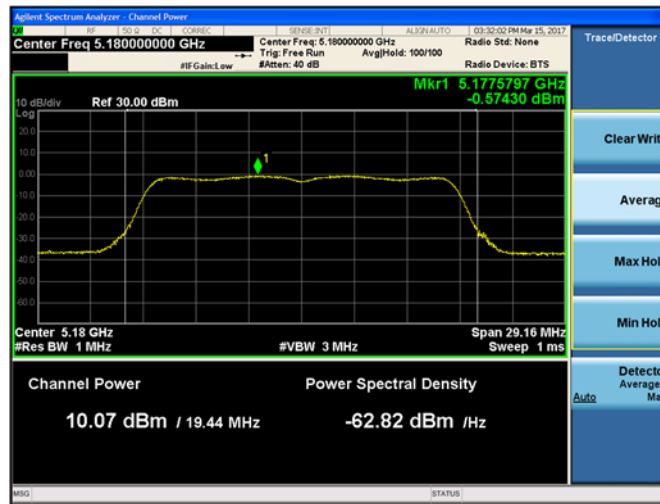 Agilent Spectrum Analyzer - Channel Power
RF 50 Ω DC CORREC SENSE:INT ALIGN AUTO 03:32:02 PM Mar 15, 2017
Center Freq 5.180000000 GHz
Center Freq: 5.180000000 GHz
Radio Std: None
Trig: Free Run Avg|Hold: 100/100
#IFGain:Low
#Atten: 40 dB
Radio Device: BTS
Trace/Detector
Mkr1 5.1775797 GHz
-0.57430 dBm
10 dB/div Ref 30.00 dBm
Log
20.0
10.0
0.00
-10.0
-20.0
-30.0
-40.0
-50.0
-60.0
1
Center 5.18 GHz
Span 29.16 MHz
#Res BW 1 MHz
#VBW 3 MHz
Sweep 1 ms
Channel Power
Power Spectral Density
10.07 dBm / 19.44 MHz
-62.82 dBm /Hz
Clear Writ
Averag
Max Hol
Min Hol
Detecto
Average
Auto Ma
MSG
STATUS